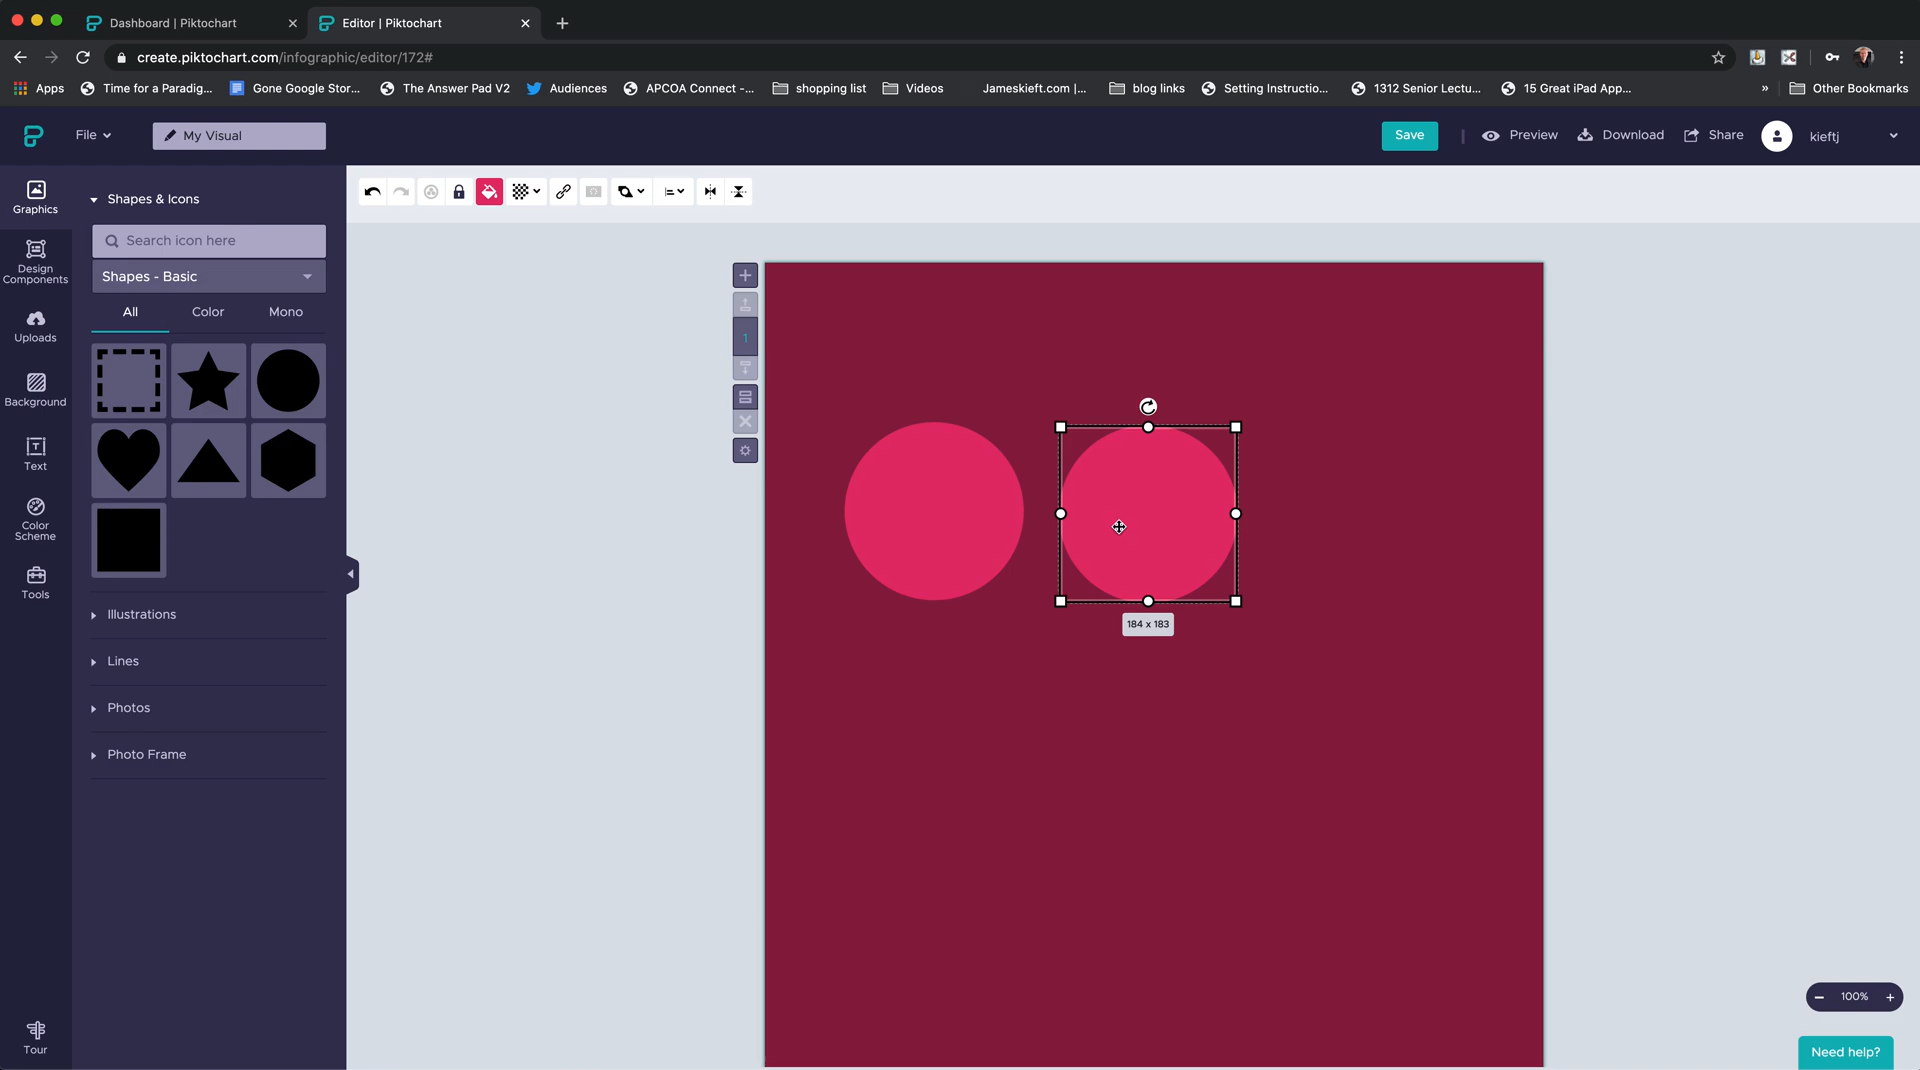 Dashboard | Piktochart
Editor | Piktochart
create.piktochart.com/infographic/editor/172#
Apps
Time for a Paradig...
Gone Google Stor...
The Answer Pad V2
Audiences
APCOA Connect -...
shopping list
Videos
Jameskieft.com |...
blog links
Setting Instructio...
1312 Senior Lectu...
15 Great iPad App...
»
Other Bookmarks
File
My Visual
Save
Preview
Download
Share
kieftj
Graphics
Design
Components
Uploads
Background
Text
Color
Scheme
Tools
Tour
Shapes & Icons
Search icon here
Shapes - Basic
All
Color
Mono
Illustrations
Lines
Photos
Photo Frame
1
184 x 183
100%
Need help?